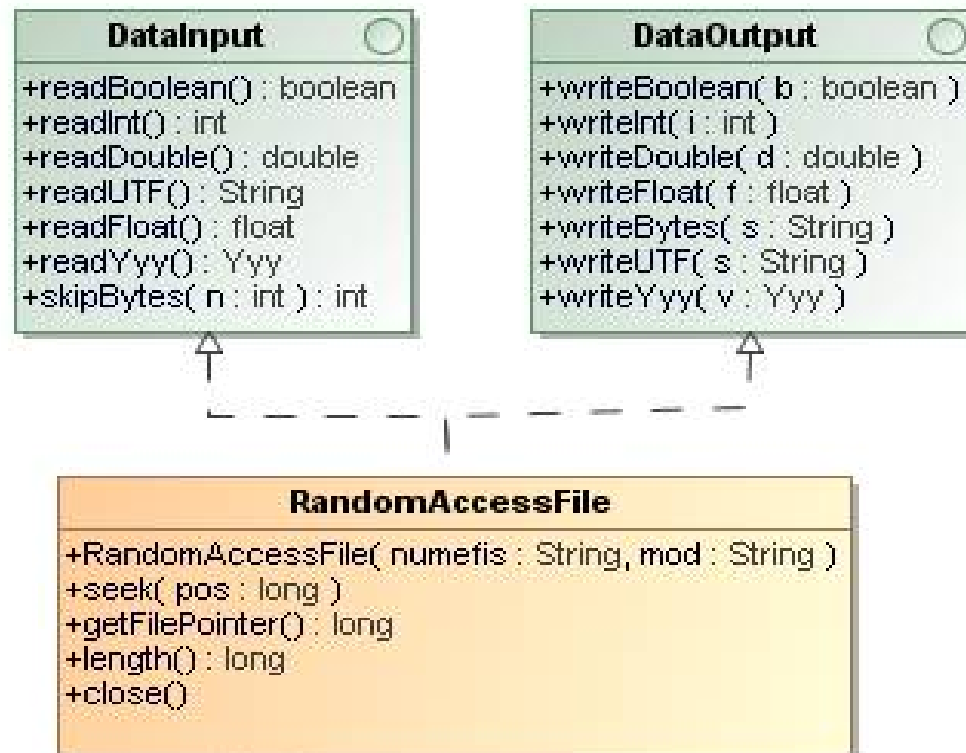 DataInput
+readBoolean() : boolean
+readInt() : int
+readDouble() : double
+readUTF() : String
+readFloat() : float
+readYyy() : Yyy
+skipBytes( n : int ) : int
DataOutput
+writeBoolean( b : boolean )
+writeInt( i : int )
+writeDouble( d : double )
+writeFloat( f : float )
+writeBytes( s : String )
+writeUTF( s : String )
+writeYyy( v : Yyy )
RandomAccessFile
+RandomAccessFile( numefis : String, mod : String )
+seek( pos : long )
+getFilePointer() : long
+length() : long
+close()